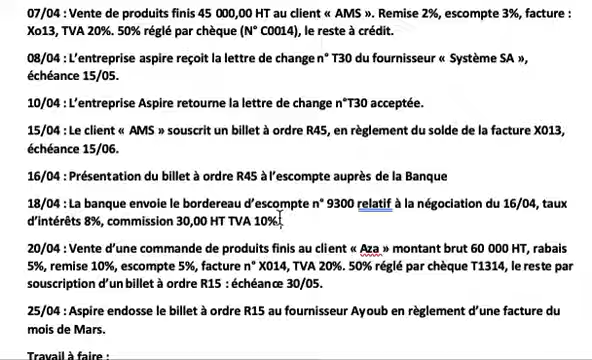 07/04 : Vente de produits finis 45 000,00 HT au client « AMS ». Remise 2%, escompte 3%, facture :
Xo13, TVA 20%. 50% réglé par chèque (N° C0014), le reste à crédit.
08/04 : L'entreprise aspire reçoit la lettre de change n° T30 du fournisseur « Système SA »,
échéance 15/05.
10/04 : L'entreprise Aspire retourne la lettre de change n°T30 acceptée.
15/04 : Le client « AMS » souscrit un billet à ordre R45, en règlement du solde de la facture X013,
échéance 15/06.
16/04 : Présentation du billet à ordre R45 à l'escompte auprès de la Banque
18/04 : La banque envoie le bordereau d'escompte n° 9300 relatif à la négociation du 16/04, taux
d'intérêts 8%, commission 30,00 HT TVA 10%.
20/04 : Vente d'une commande de produits finis au client « Aza » montant brut 60 000 HT, rabais
5%, remise 10%, escompte 5%, facture n° X014, TVA 20%. 50% réglé par chèque T1314, le reste par
souscription d'un billet à ordre R15 : échéance 30/05.
25/04 : Aspire endosse le billet à ordre R15 au fournisseur Ayoub en règlement d'une facture du
mois de Mars.
Travail à faire :